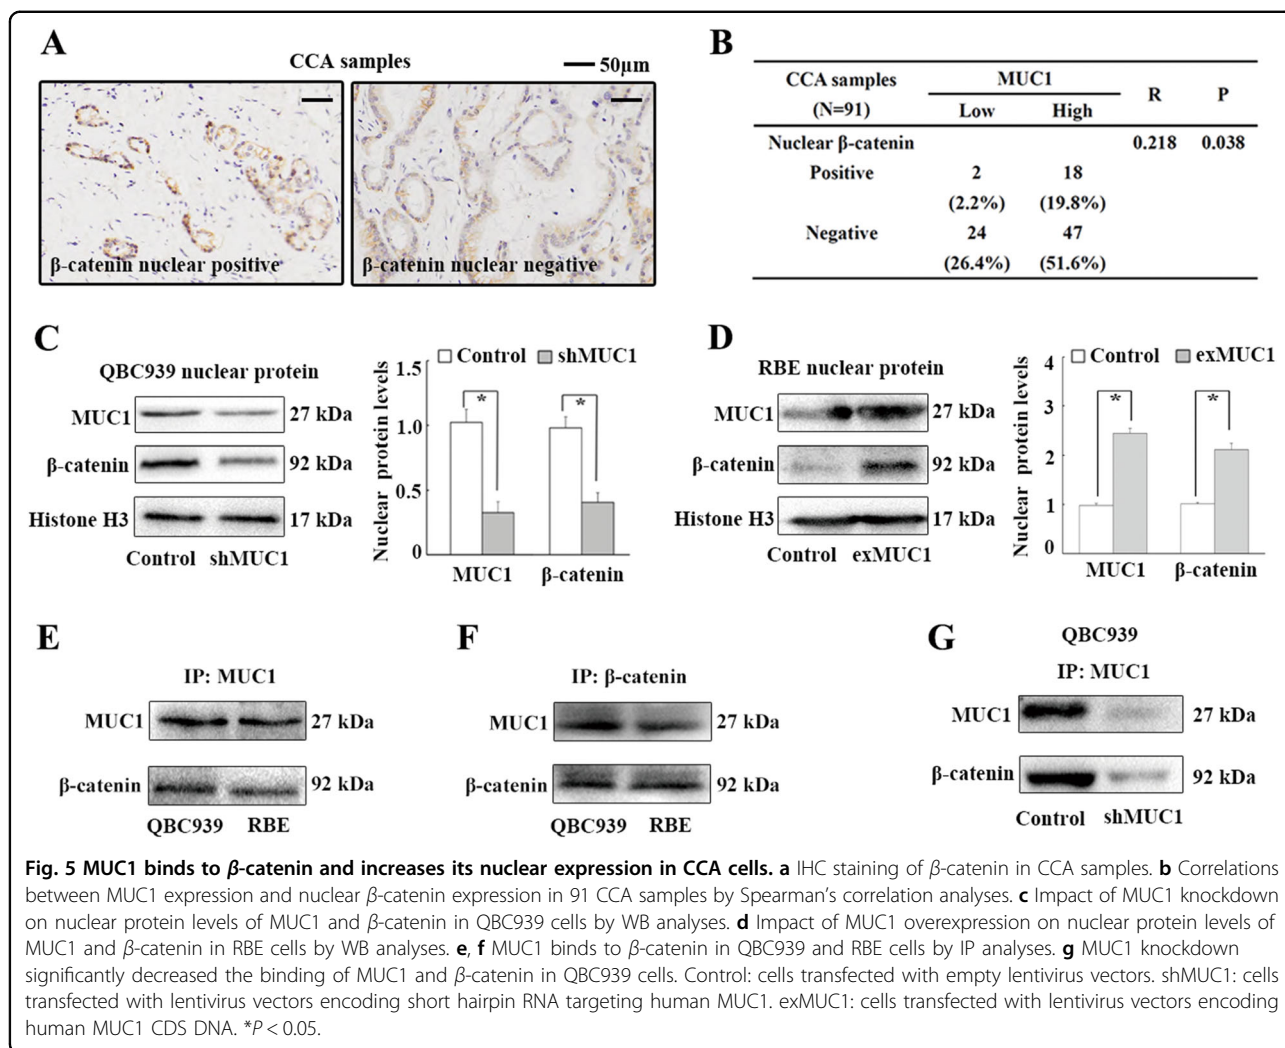 A
CCA samples
50μm
β-catenin nuclear positive
β-catenin nuclear negative
B
CCA samples
(N=91)
MUC1
R
P
Low
High
Nuclear β-catenin
0.218
0.038
Positive
2
18
(2.2%)
(19.8%)
Negative
24
47
(26.4%)
(51.6%)
C
QBC939 nuclear protein
MUC1
27 kDa
β-catenin
92 kDa
Histone H3
17 kDa
Control
shMUC1
Control
shMUC1
Nuclear protein levels
1.5
1.0
0.5
0
*
*
MUC1
β-catenin
D
RBE nuclear protein
MUC1
27 kDa
β-catenin
92 kDa
Histone H3
17 kDa
Control
exMUC1
Control
exMUC1
Nuclear protein levels
4
3
2
1
0
*
*
MUC1
β-catenin
E
IP: MUC1
MUC1
27 kDa
β-catenin
92 kDa
QBC939
RBE
F
IP: β-catenin
MUC1
27 kDa
β-catenin
92 kDa
QBC939
RBE
G
QBC939
IP: MUC1
MUC1
27 kDa
β-catenin
92 kDa
Control
shMUC1
Fig. 5 MUC1 binds to β-catenin and increases its nuclear expression in CCA cells. a IHC staining of β-catenin in CCA samples. b Correlations
between MUC1 expression and nuclear β-catenin expression in 91 CCA samples by Spearman's correlation analyses. c Impact of MUC1 knockdown
on nuclear protein levels of MUC1 and β-catenin in QBC939 cells by WB analyses. d Impact of MUC1 overexpression on nuclear protein levels of
MUC1 and β-catenin in RBE cells by WB analyses. e, f MUC1 binds to β-catenin in QBC939 and RBE cells by IP analyses. g MUC1 knockdown
significantly decreased the binding of MUC1 and β-catenin in QBC939 cells. Control: cells transfected with empty lentivirus vectors. shMUC1: cells
transfected with lentivirus vectors encoding short hairpin RNA targeting human MUC1. exMUC1: cells transfected with lentivirus vectors encoding
human MUC1 CDS DNA. *P < 0.05.